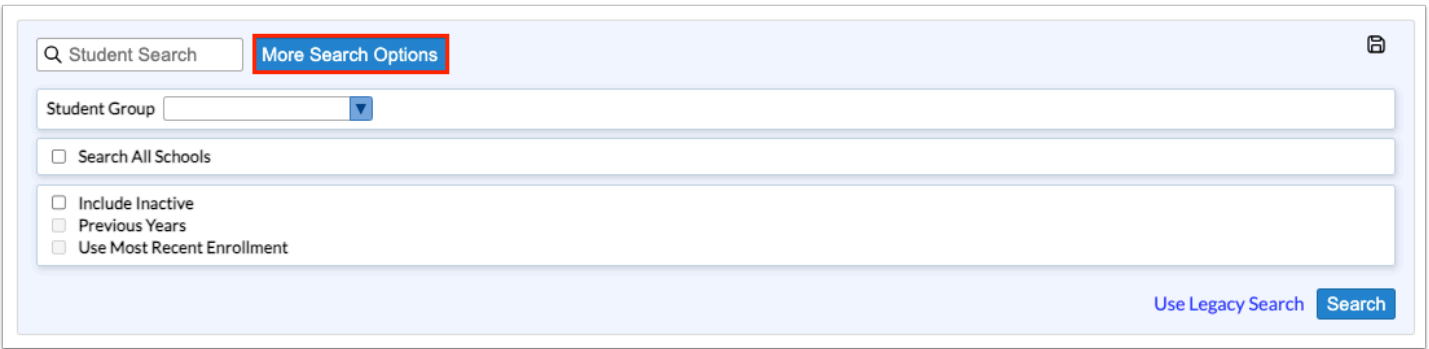 Student Search More Search Options
Student Group
Search All Schools
Include Inactive
Previous Years
Use Most Recent Enrollment
Use Legacy Search Search